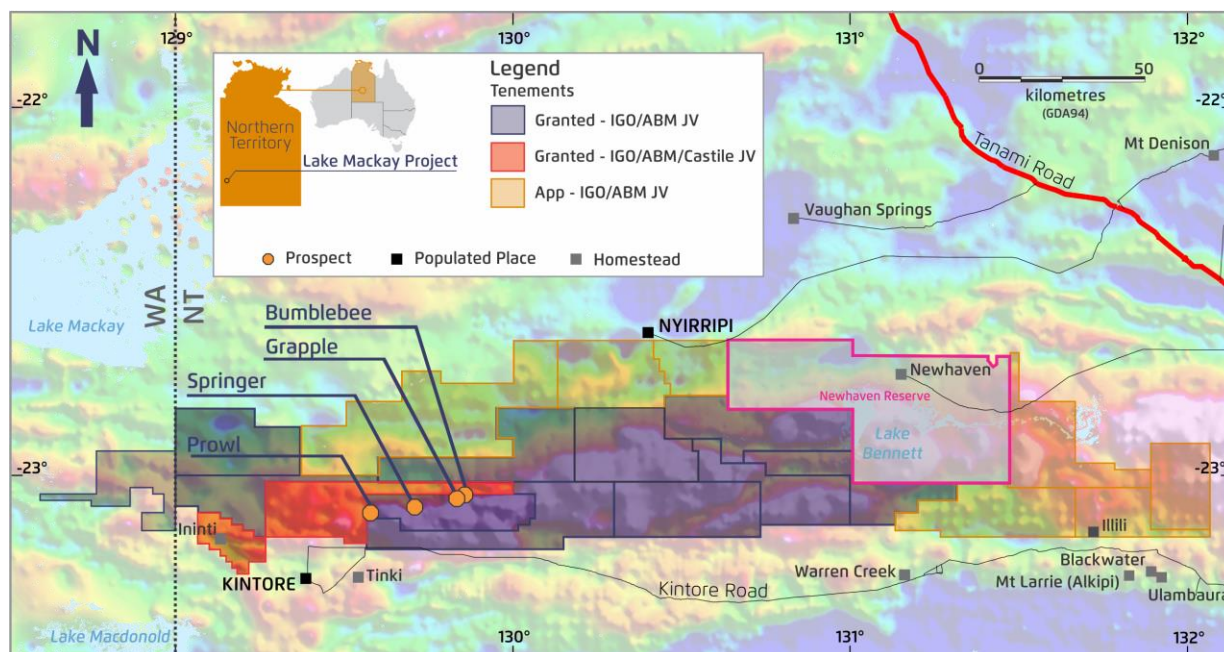 129°
130°
131°
132°
N
-22°
-22°
Legend
Tenements
Granted - IGO/ABM JV
Granted - IGO/ABM/Castile JV
App - IGO/ABM JV
Northern
Territory
Lake Mackay Project
Prospect
Populated Place
Homestead
0
50
kilometres
(GDA94)
Tanami Road
Mt Denison
Vaughan Springs
Lake Mackay
WA
NT
Bumblebee
Grapple
Springer
Prowl
NYIRRIPI
Newhaven
Newhaven Reserve
Lake
Bennett
-23°
-23°
Ininti
KINTORE
Tinki
Kintore Road
Warren Creek
Illili
Blackwater
Mt Larrie (Alkipi)
Ulambaura
Lake Macdonold
130°
131°
132°